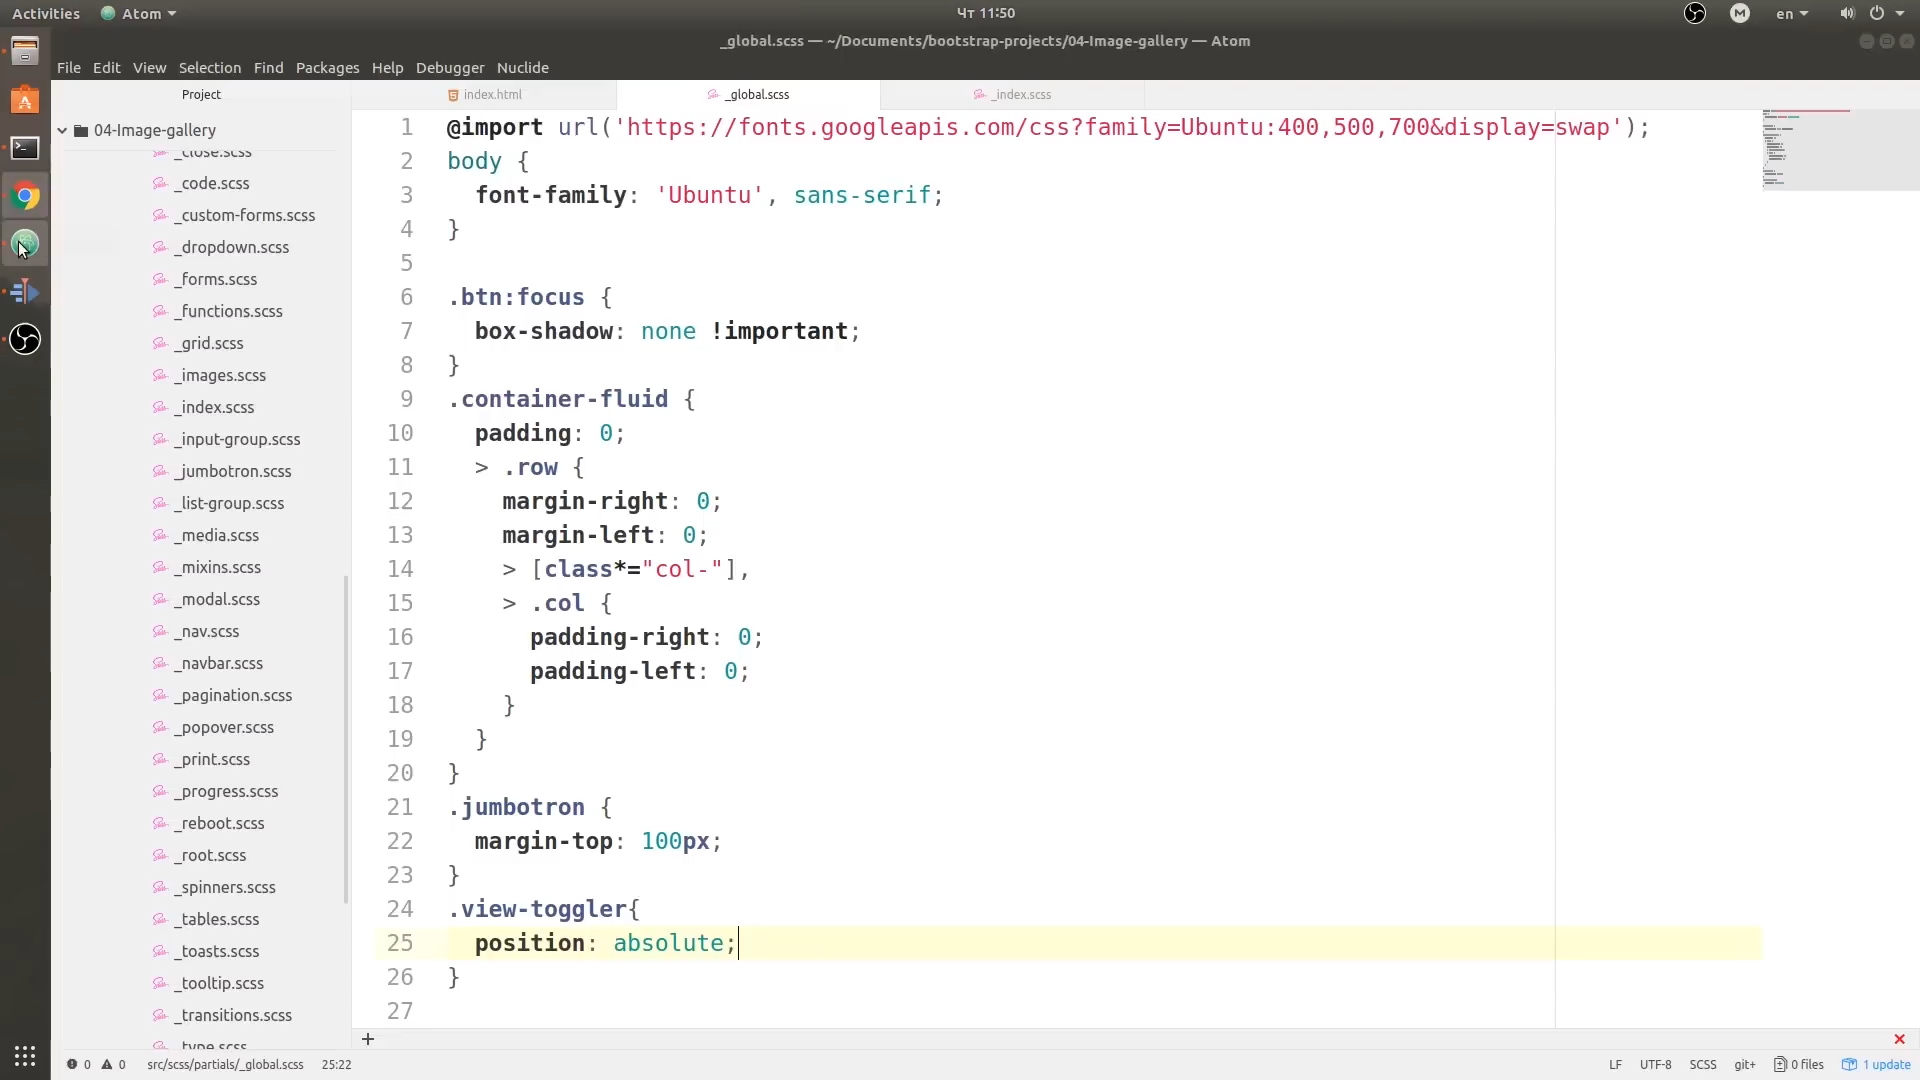 Activities
Atom
Чт 11:50
en
_global.scss — ~/Documents/bootstrap-projects/04-Image-gallery — Atom
File Edit View Selection Find Packages Help Debugger Nuclide
Project
index.html
_global.scss
_index.scss
04-Image-gallery
_close.scss
_code.scss
_custom-forms.scss
_dropdown.scss
_forms.scss
_functions.scss
_grid.scss
_images.scss
_index.scss
_input-group.scss
_jumbotron.scss
_list-group.scss
_media.scss
_mixins.scss
_modal.scss
_nav.scss
_navbar.scss
_pagination.scss
_popover.scss
_print.scss
_progress.scss
_reboot.scss
_root.scss
_spinners.scss
_tables.scss
_toasts.scss
_tooltip.scss
_transitions.scss
_type.scss
1 @import url('https://fonts.googleapis.com/css?family=Ubuntu:400,500,700&display=swap');
2 body {
3 font-family: 'Ubuntu', sans-serif;
4 }
5
6 .btn:focus {
7 box-shadow: none !important;
8 }
9 .container-fluid {
10 padding: 0;
11 > .row {
12 margin-right: 0;
13 margin-left: 0;
14 > [class*="col-"],
15 > .col {
16 padding-right: 0;
17 padding-left: 0;
18 }
19 }
20 }
21 .jumbotron {
22 margin-top: 100px;
23 }
24 .view-toggler{
25 position: absolute;
26 }
27
0 0 src/scss/partials/_global.scss 25:22
LF UTF-8 SCSS git+ 0 files 1 update